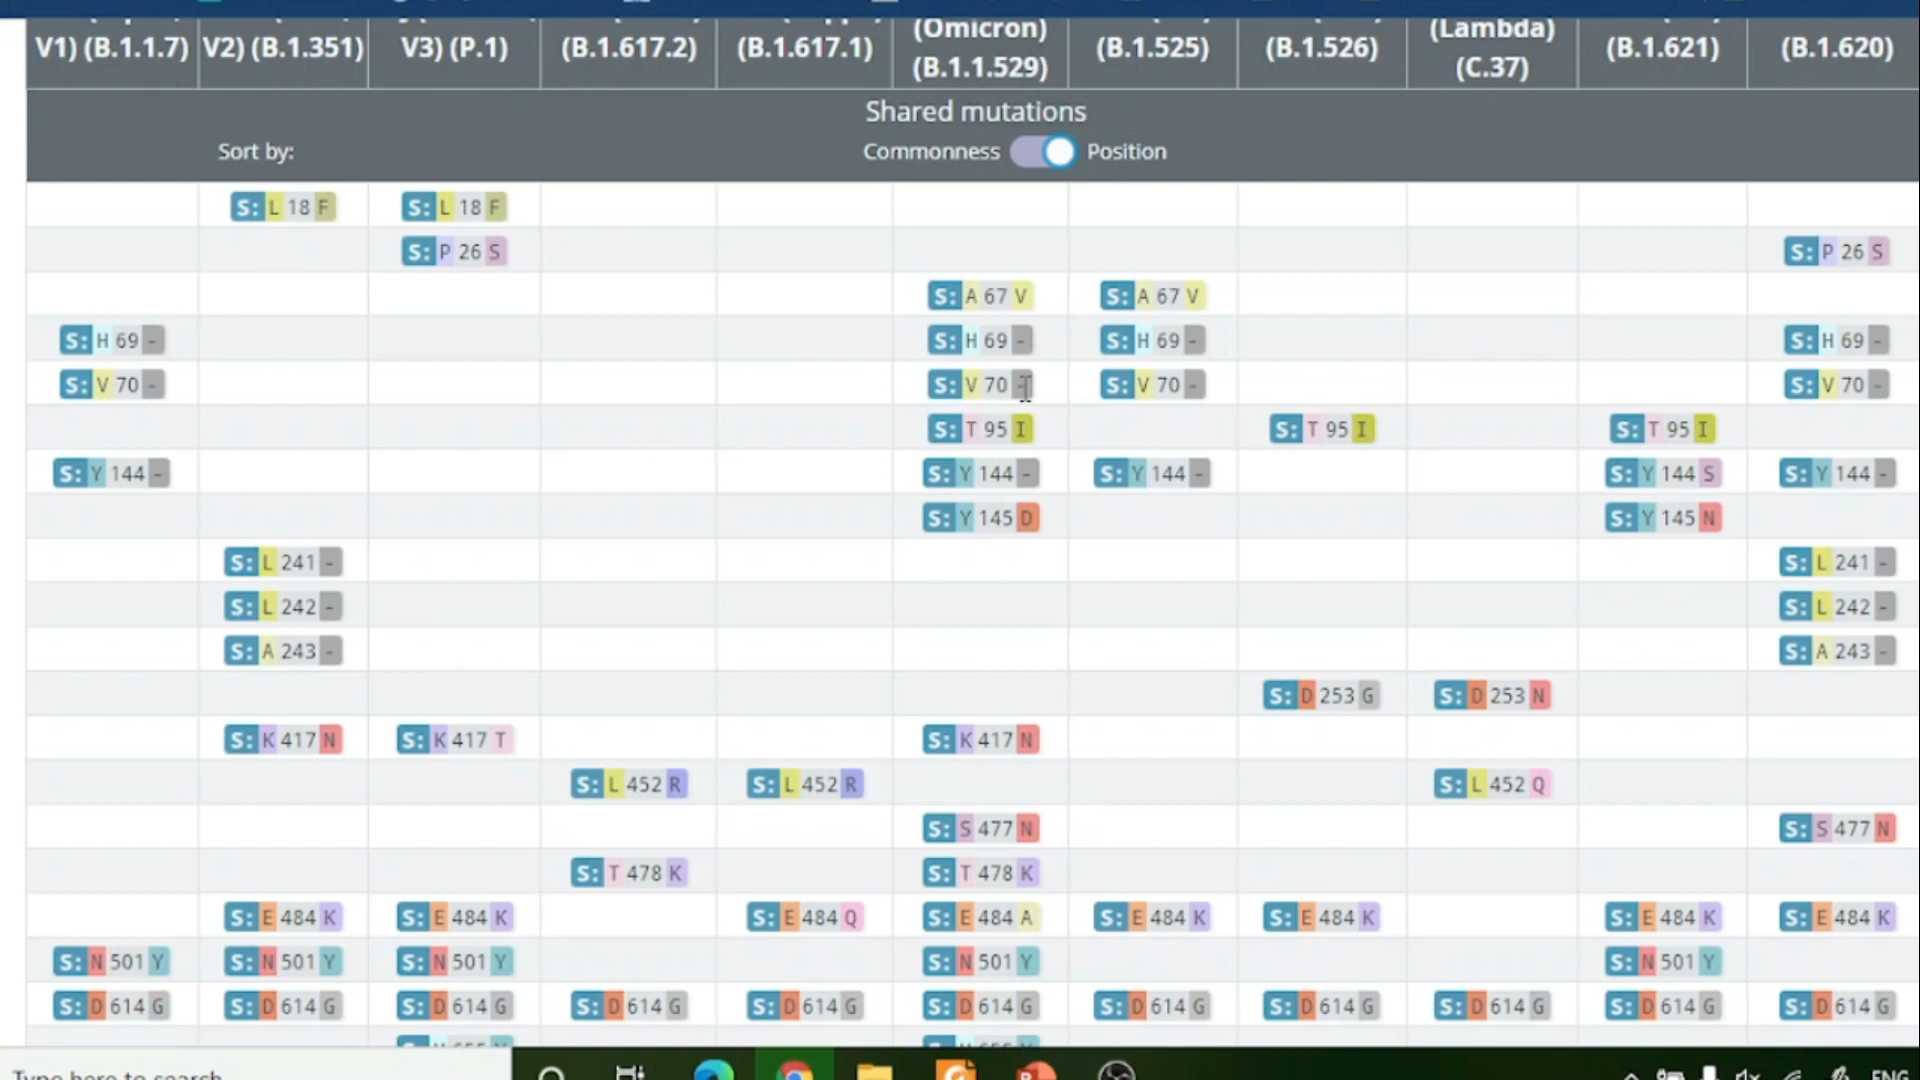 (Omicron) (Lambda)
V1) (B.1.1.7) V2) (B.1.351) V3) (P.1) (B.1.617.2) (B.1.617.1) (B.1.1.529) (B.1.525) (B.1.526) (C.37) (B.1.621) (B.1.620)
Shared mutations
Sort by: Commonness Position
S: L 18 F S: L 18 F
S: P 26 S S: P 26 S
S: A 67 V S: A 67 V
S: H 69 - S: H 69 - S: H 69 - S: H 69 -
S: V 70 - S: V 70 - S: V 70 - S: V 70 -
S: T 95 I S: T 95 I S: T 95 I
S: Y 144 - S: Y 144 - S: Y 144 - S: Y 144 S S: Y 144 -
S: Y 145 D S: Y 145 N
S: L 241 - S: L 241 -
S: L 242 - S: L 242 -
S: A 243 - S: A 243 -
S: D 253 G S: D 253 N
S: K 417 N S: K 417 T S: K 417 N
S: L 452 R S: L 452 R S: L 452 Q
S: S 477 N S: S 477 N
S: T 478 K S: T 478 K
S: E 484 K S: E 484 K S: E 484 Q S: E 484 A S: E 484 K S: E 484 K S: E 484 K S: E 484 K
S: N 501 Y S: N 501 Y S: N 501 Y S: N 501 Y S: N 501 Y
S: D 614 G S: D 614 G S: D 614 G S: D 614 G S: D 614 G S: D 614 G S: D 614 G S: D 614 G S: D 614 G S: D 614 G S: D 614 G
Type here to search ENG